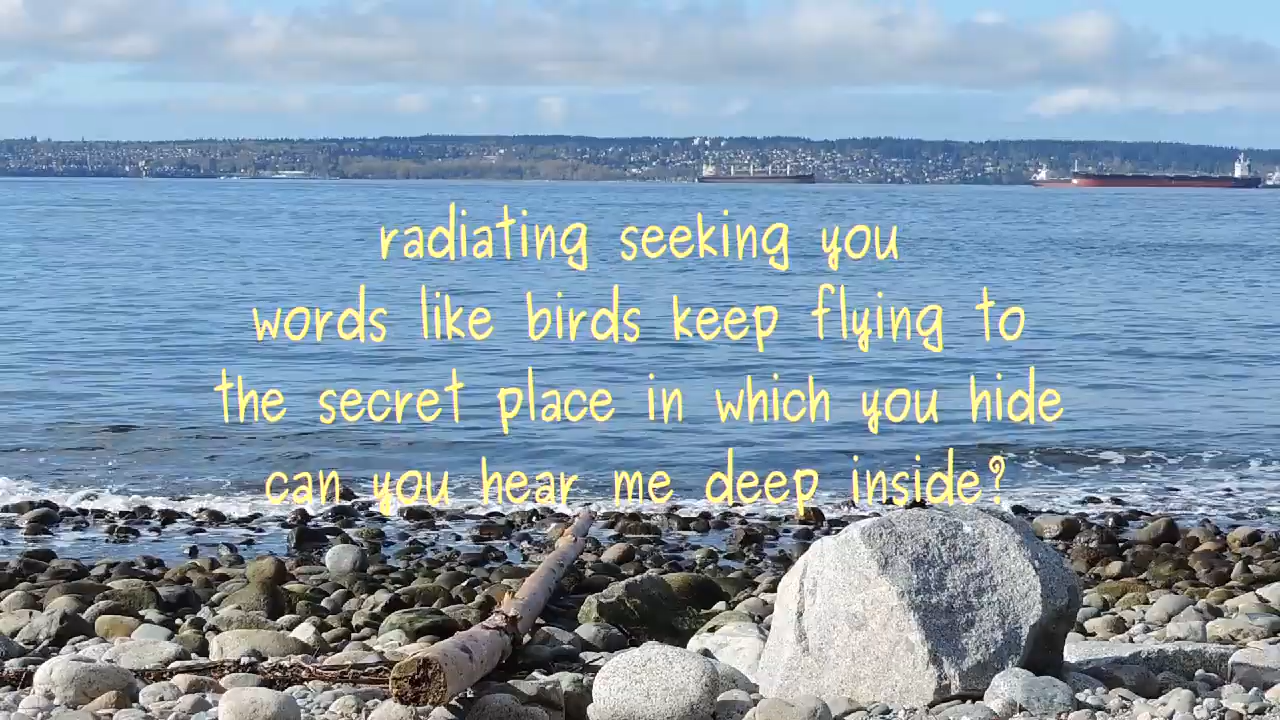 radiating seeking you
words like birds keep flying to
the secret place in which you hide
can you hear me deep inside?